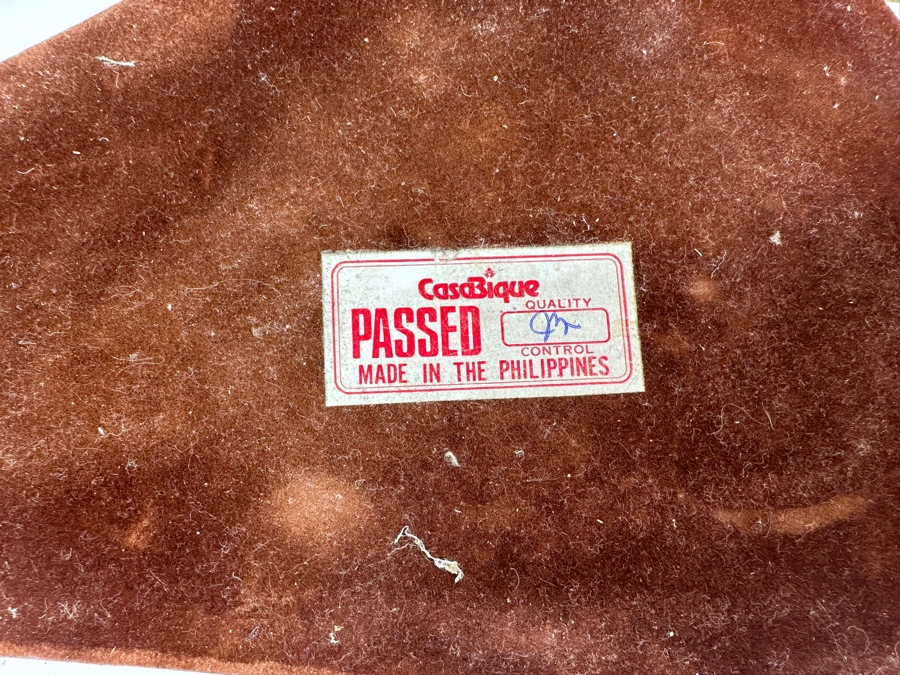 CasaBique
PASSED
QUALITY
CONTROL
MADE IN THE PHILIPPINES